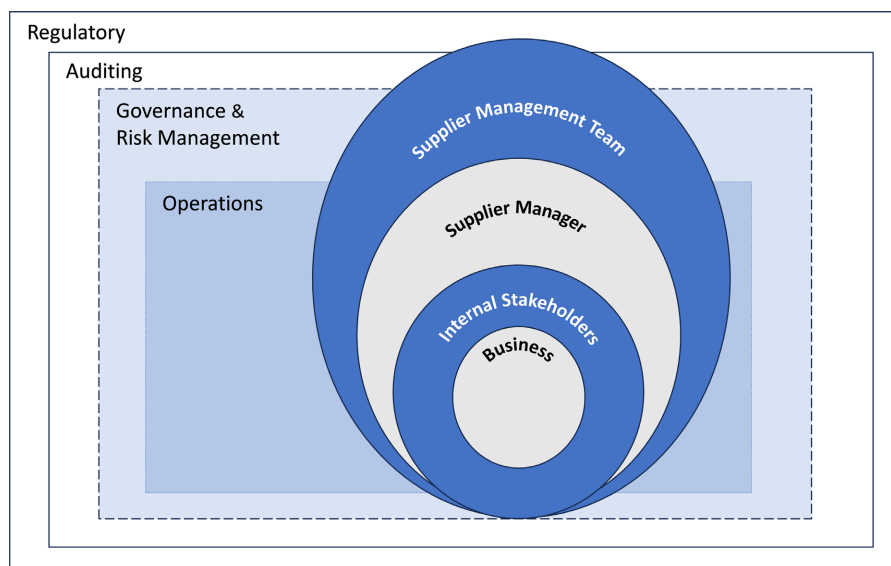 Regulatory
Auditing
Governance &
Risk Management
Supplier Management Team
Operations
Supplier Manager
Internal Stakeholders
Business